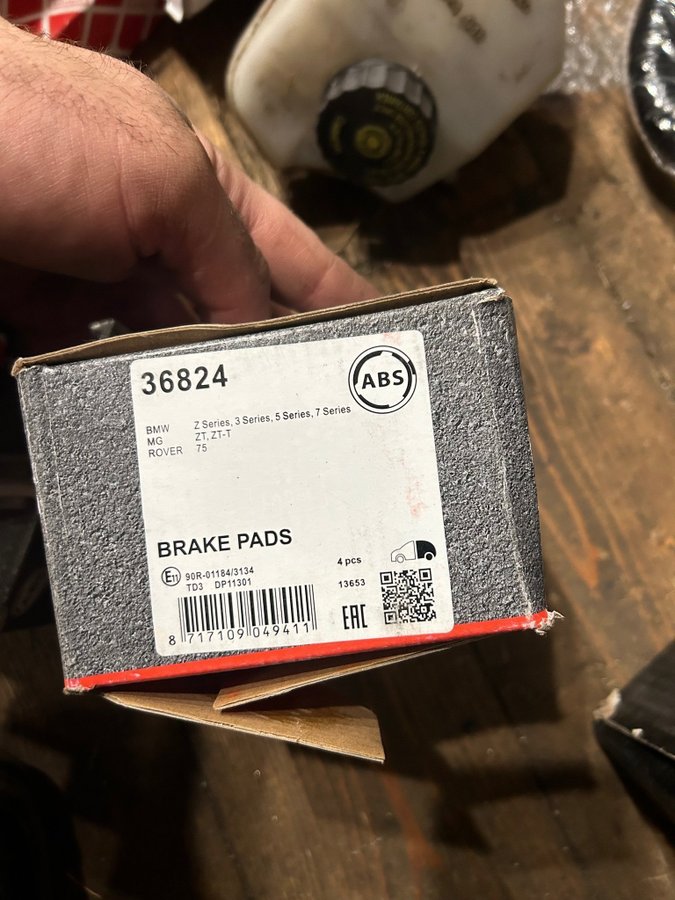 36824
ABS
BMW Z Series, 3 Series, 5 Series, 7 Series
MG ZT, ZT-T
ROVER 75
BRAKE PADS
E11 90R-01184/3134
TD3 DP11301
4 pcs
13653
EAC
8 717109 049411